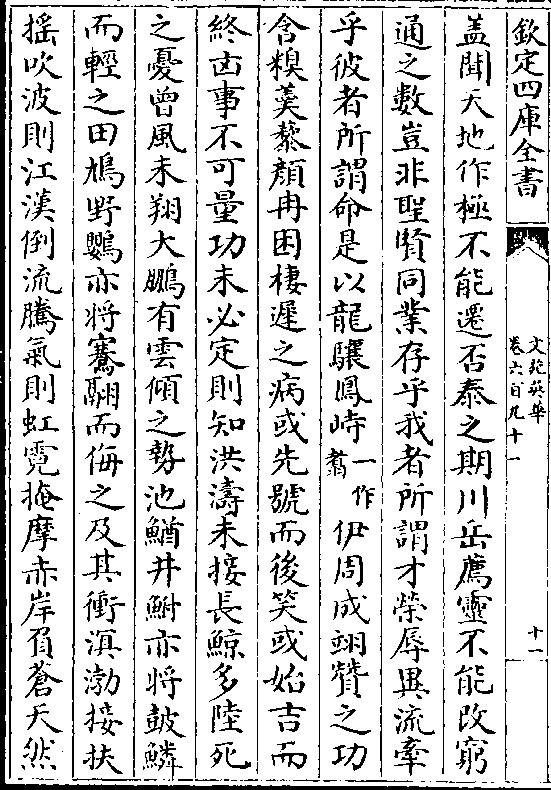 欽定四庫全書
文苑英華
卷六百九十一
十一
蓋聞天地作極不能遷否泰之期川岳薦靈不能改窮
通之數豈非聖賢同業存乎我者所謂才榮辱異流牽
乎彼者所謂命是以龍驤鳳峙一作翥伊周成翊贊之功
含糗羹藜顏冉困棲遲之病或先號而後笑或始吉而
終凶事不可量功未必定則知洪濤未接長鯨多陸死
之憂曾風未翔大鵬有雲傾之勢池鰌井鮒亦將鼓鱗
而輕之田鳩野鷃亦將騫翮而侮之及其衝溟渤接扶
揺吹波則江漢倒流騰氣則虹霓掩摩赤岸負蒼天然